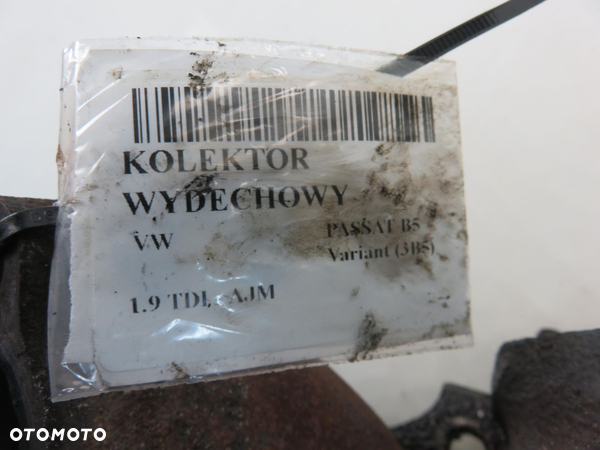 KOLEKTOR
WYDECHOWY
VW PASSAT B5
Variant (3B5)
1.9 TDI, AJM
OTOMOTO